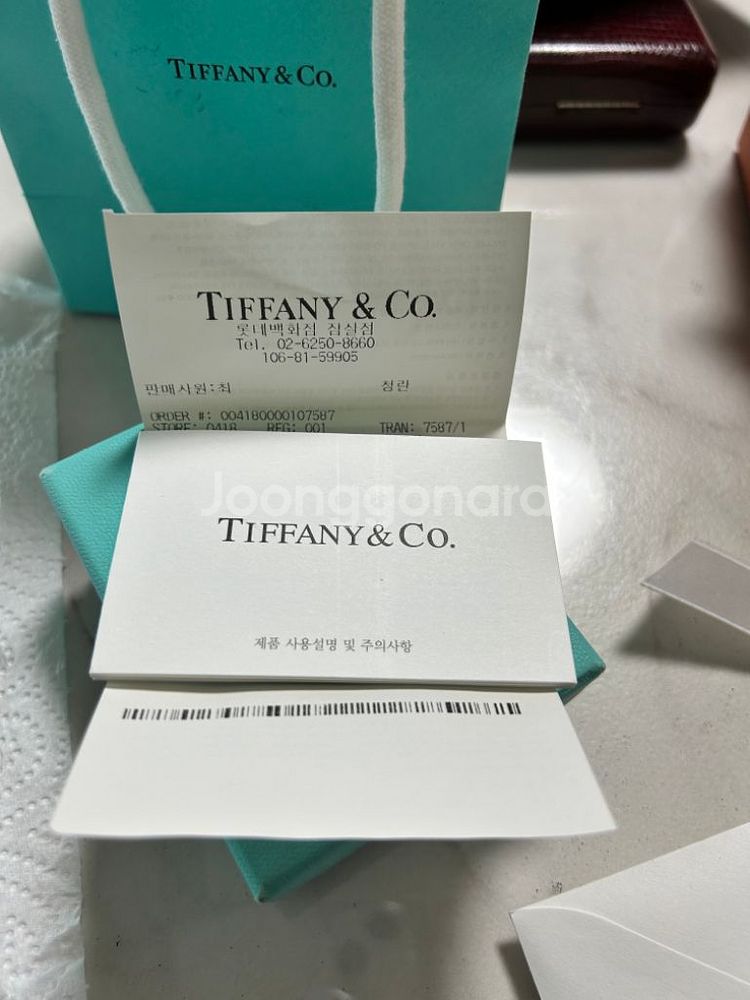 TIFFANY & CO.
TIFFANY & CO.
롯데백화점 잠실점
Tel. 02-6250-8660
106-81-59905
판매사원:최 정란
ORDER #: 004180000107587
STORE: 0418 REG: 001 TRAN: 7587/1
Joonggonara
TIFFANY & CO.
제품 사용설명 및 주의사항